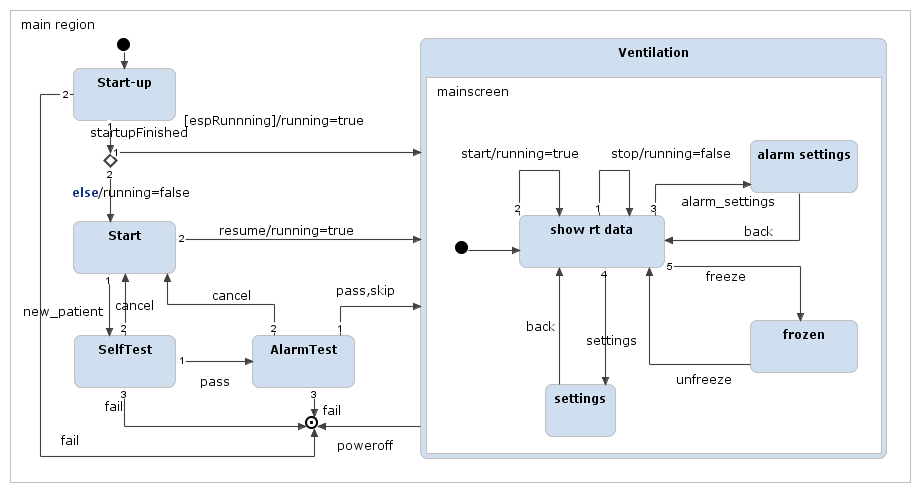 main region
Start-up
Ventilation
mainscreen
2
1
startupFinished
[espRunnning]/running=true
1
2
else/running=false
Start
2
resume/running=true
1
new_patient
cancel
2
cancel
2
pass,skip
1
SelfTest
1
pass
AlarmTest
3
fail
3
fail
fail
poweroff
start/running=true
2
stop/running=false
1
3
alarm settings
alarm_settings
back
show rt data
5
freeze
4
back
settings
frozen
unfreeze
settings